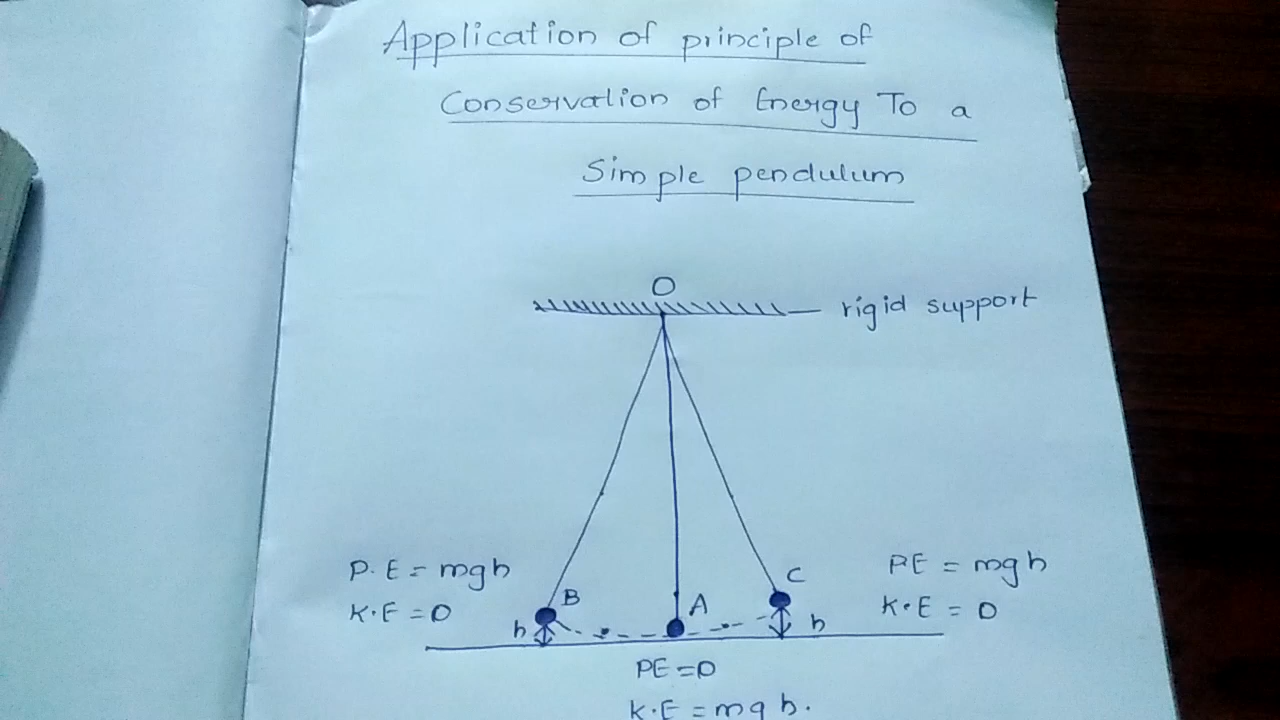 Application of principle of
Conservation of Energy To a
Simple pendulum
O
rigid support
P.E = mgh
K.E = 0
B
h
A
C
h
PE = mgh
K.E = 0
PE = 0
K.E = mgh.